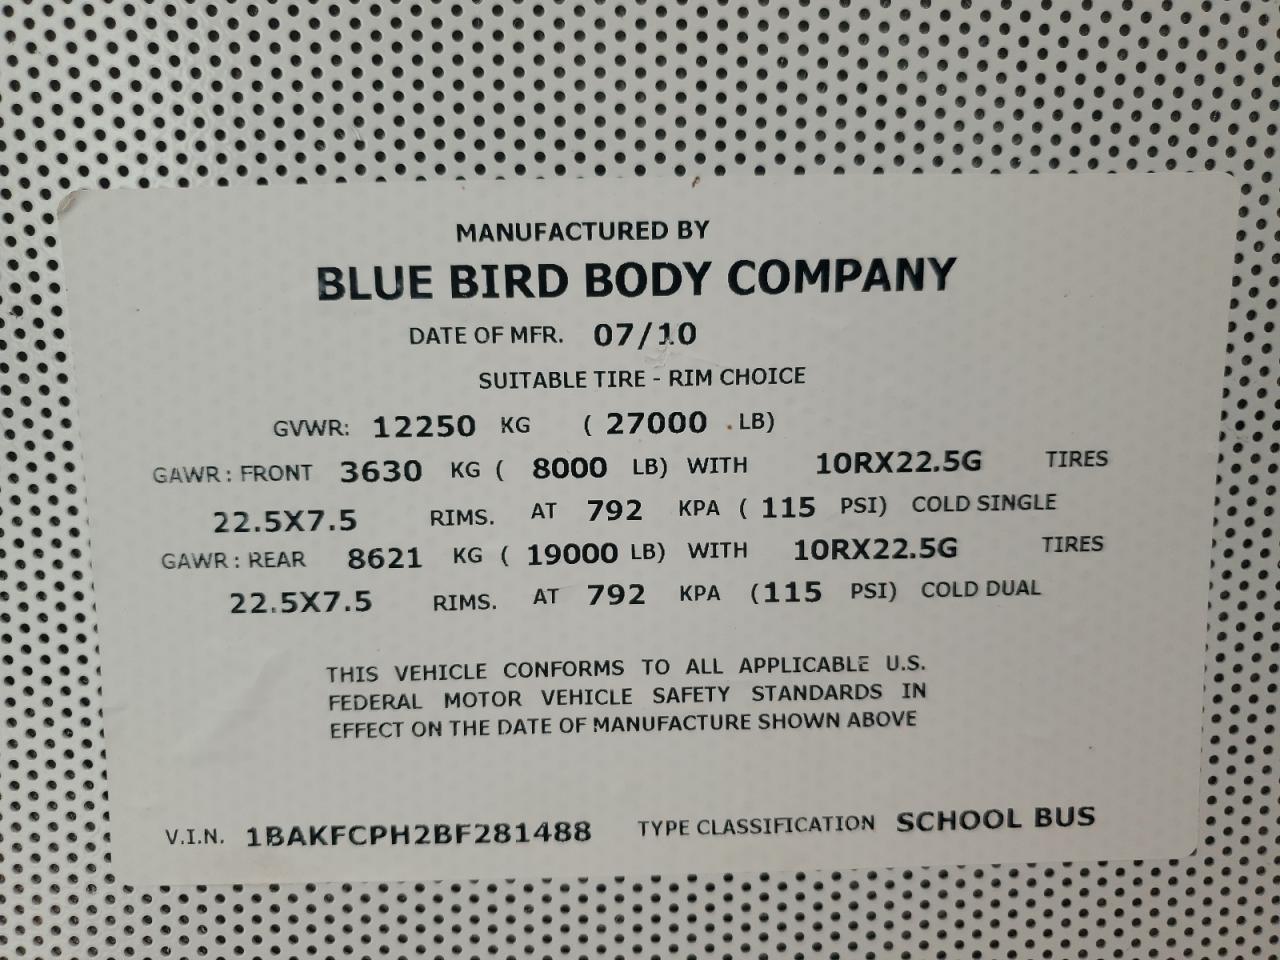 MANUFACTURED BY
BLUE BIRD BODY COMPANY
DATE OF MFR. 07/10
SUITABLE TIRE - RIM CHOICE
GVWR: 12250 KG ( 27000 .LB)
GAWR: FRONT 3630 KG ( 8000 LB) WITH 10RX22.5G TIRES
22.5X7.5 RIMS. AT 792 KPA ( 115 PSI) COLD SINGLE
GAWR: REAR 8621 KG ( 19000 LB) WITH 10RX22.5G TIRES
22.5X7.5 RIMS. AT 792 KPA (115 PSI) COLD DUAL
THIS VEHICLE CONFORMS TO ALL APPLICABLE U.S.
FEDERAL MOTOR VEHICLE SAFETY STANDARDS IN
EFFECT ON THE DATE OF MANUFACTURE SHOWN ABOVE
V.I.N. 1BAKFCPH2BF281488 TYPE CLASSIFICATION SCHOOL BUS